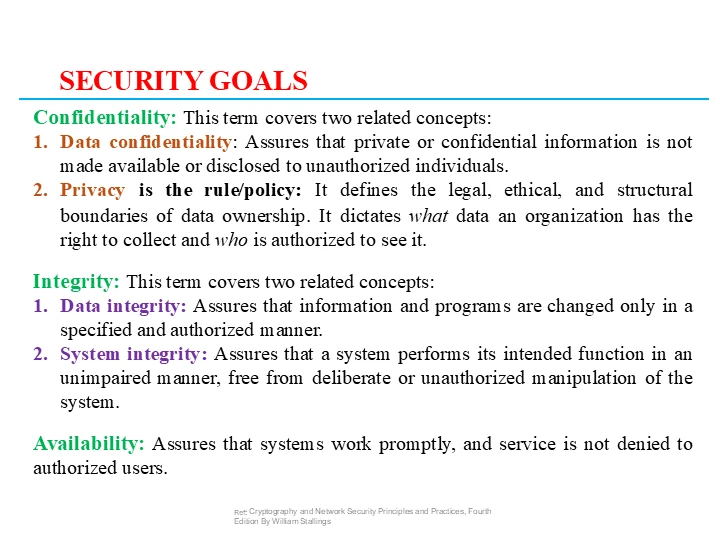 SECURITY GOALS
Confidentiality: This term covers two related concepts:
1. Data confidentiality: Assures that private or confidential information is not
made available or disclosed to unauthorized individuals.
2. Privacy is the rule/policy: It defines the legal, ethical, and structural
boundaries of data ownership. It dictates what data an organization has the
right to collect and who is authorized to see it.
Integrity: This term covers two related concepts:
1. Data integrity: Assures that information and programs are changed only in a
specified and authorized manner.
2. System integrity: Assures that a system performs its intended function in an
unimpaired manner, free from deliberate or unauthorized manipulation of the
system.
Availability: Assures that systems work promptly, and service is not denied to
authorized users.
Ref: Cryptography and Network Security Principles and Practices, Fourth
Edition By William Stallings